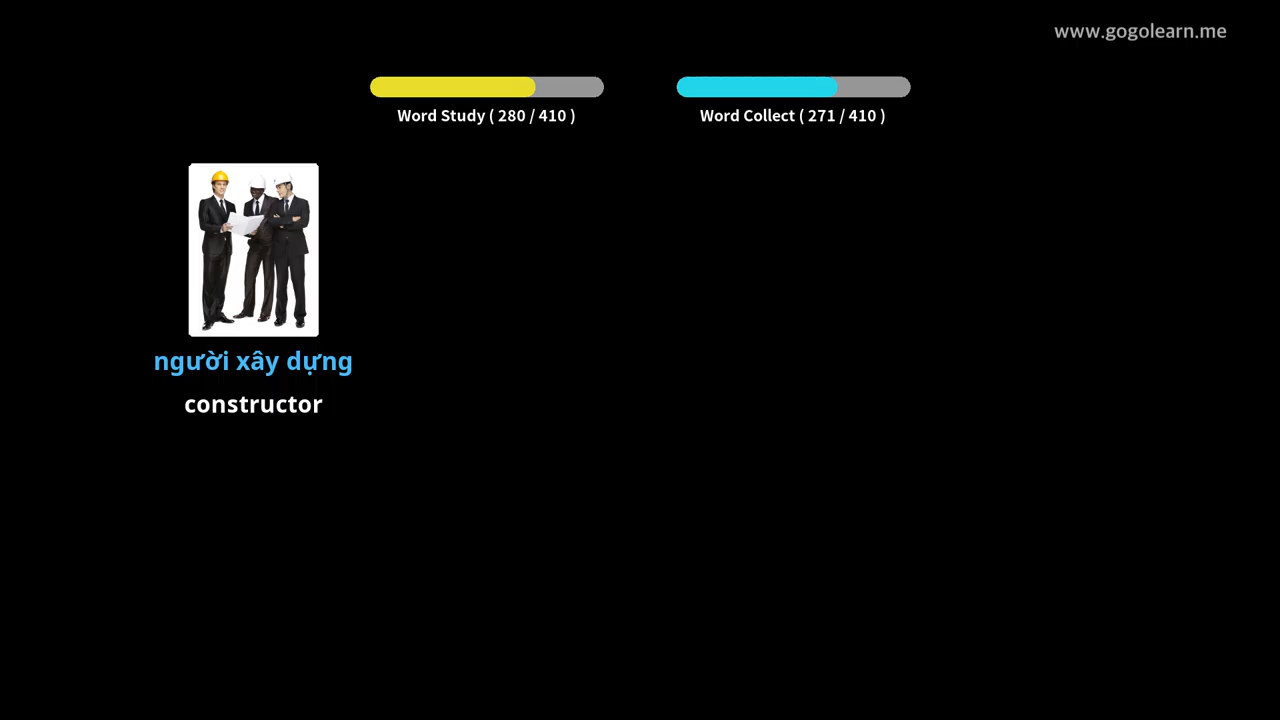 www.gogolearn.me
Word Study ( 280 / 410 )
Word Collect ( 271 / 410 )
người xây dựng
constructor